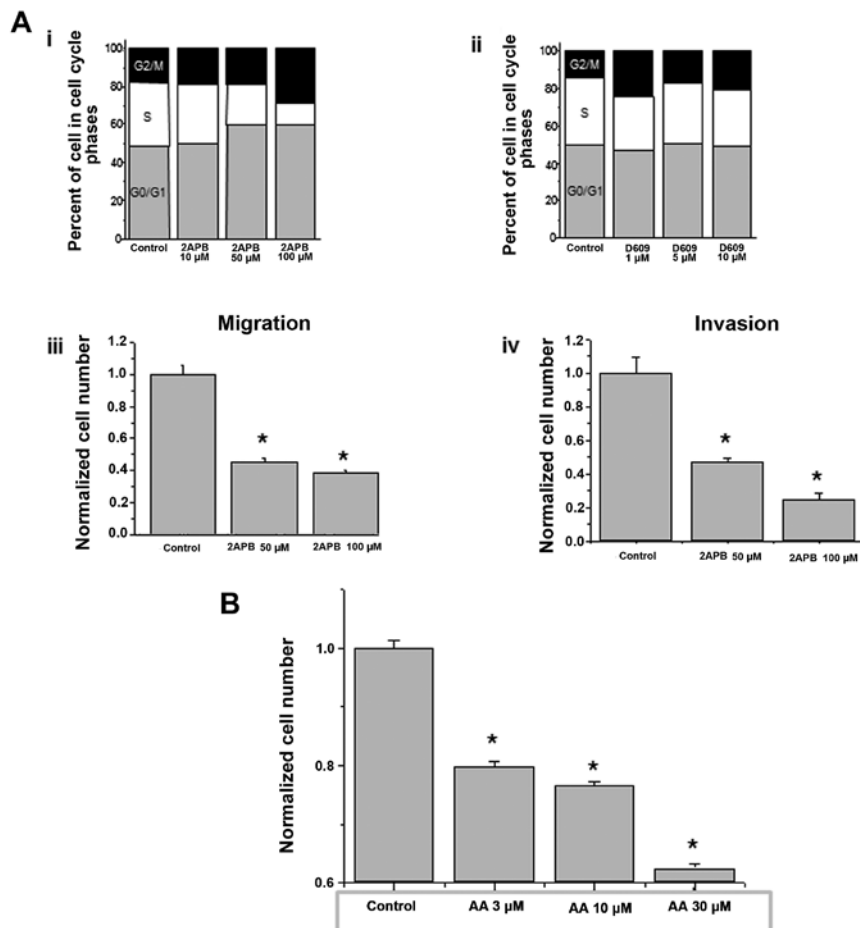 A
i
Percent of cell in cell cycle
phases
100
80
60
40
20
0
G2/M
S
G0/G1
Control
2APB
10 µM
2APB
50 µM
2APB
100 µM
ii
Percent of cell in cell cycle
phases
100
80
60
40
20
0
G2/M
S
G0/G1
Control
D609
1 µM
D609
5 µM
D609
10 µM
iii
Migration
Normalized cell number
1.2
1.0
0.8
0.6
0.4
0.2
0.0
*
*
Control
2APB 50 µM
2APB 100 µM
iv
Invasion
Normalized cell number
1.2
1.0
0.8
0.6
0.4
0.2
0.0
*
*
Control
2APB 50 µM
2APB 100 µM
B
Normalized cell number
1.0
0.8
0.6
*
*
*
Control
AA 3 µM
AA 10 µM
AA 30 µM